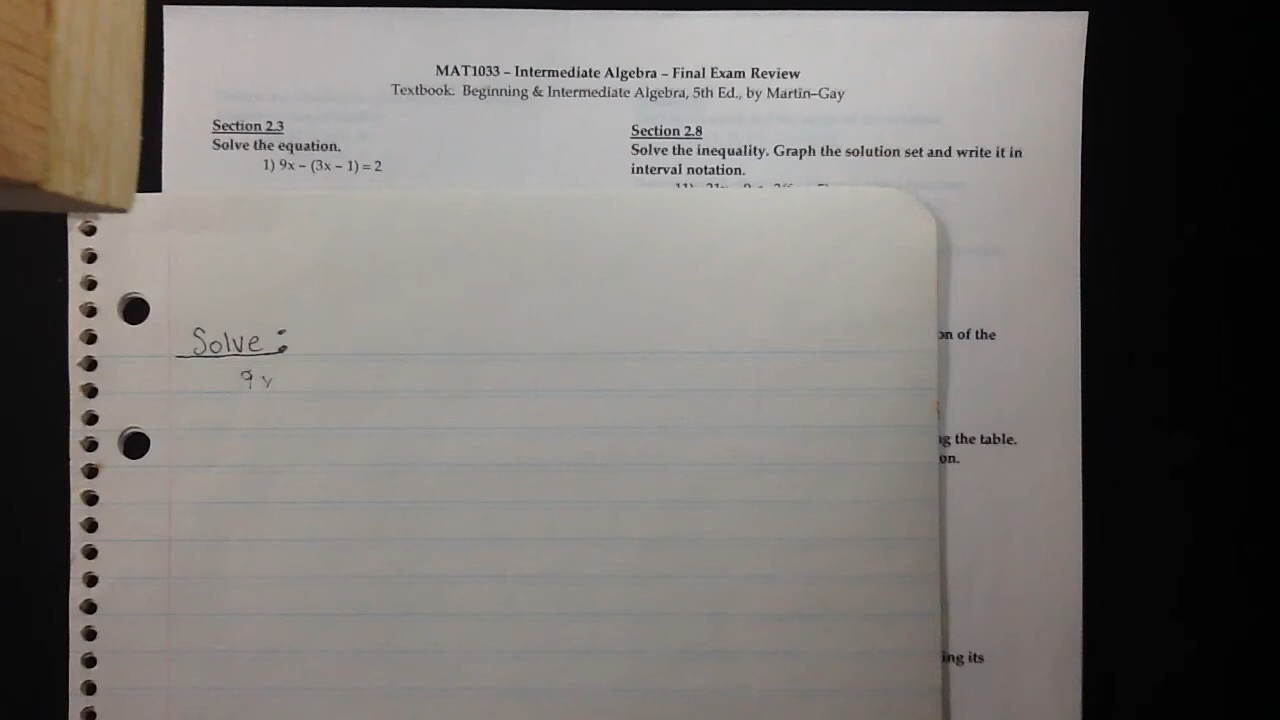 MAT1033 – Intermediate Algebra – Final Exam Review
Textbook: Beginning & Intermediate Algebra, 5th Ed., by Martin–Gay
Section 2.3
Solve the equation.
1) 9x – (3x – 1) = 2
Section 2.8
Solve the inequality. Graph the solution set and write it in
interval notation.
Solve :
9x
on of the
the table.
on.
ing its